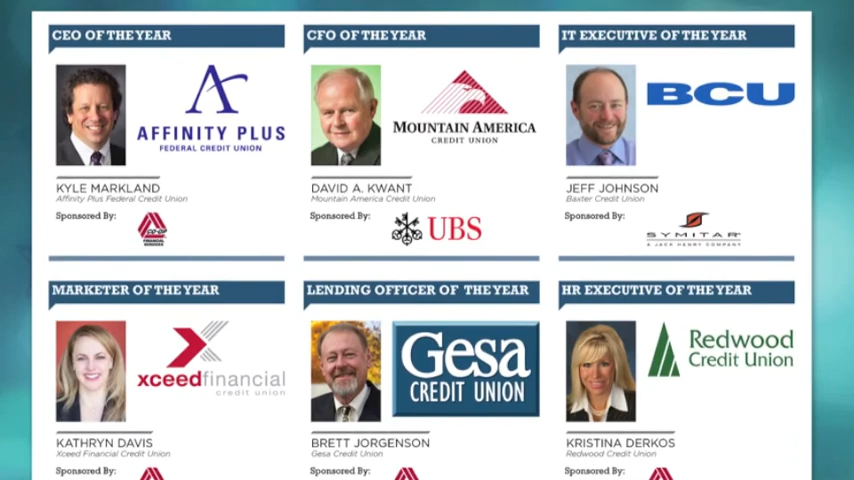 CEO OF THE YEAR
AFFINITY PLUS
FEDERAL CREDIT UNION
KYLE MARKLAND
Affinity Plus Federal Credit Union
Sponsored By:
CO-OP
FINANCIAL
SERVICES
CFO OF THE YEAR
MOUNTAIN AMERICA
CREDIT UNION
DAVID A. KWANT
Mountain America Credit Union
Sponsored By:
UBS
IT EXECUTIVE OF THE YEAR
BCU
JEFF JOHNSON
Baxter Credit Union
Sponsored By:
SYMITAR
A JACK HENRY COMPANY
MARKETER OF THE YEAR
xceedfinancial
credit union
KATHRYN DAVIS
Xceed Financial Credit Union
Sponsored By:
LENDING OFFICER OF THE YEAR
Gesa
CREDIT UNION
BRETT JORGENSON
Gesa Credit Union
Sponsored By:
HR EXECUTIVE OF THE YEAR
Redwood
Credit Union
KRISTINA DERKOS
Redwood Credit Union
Sponsored By: